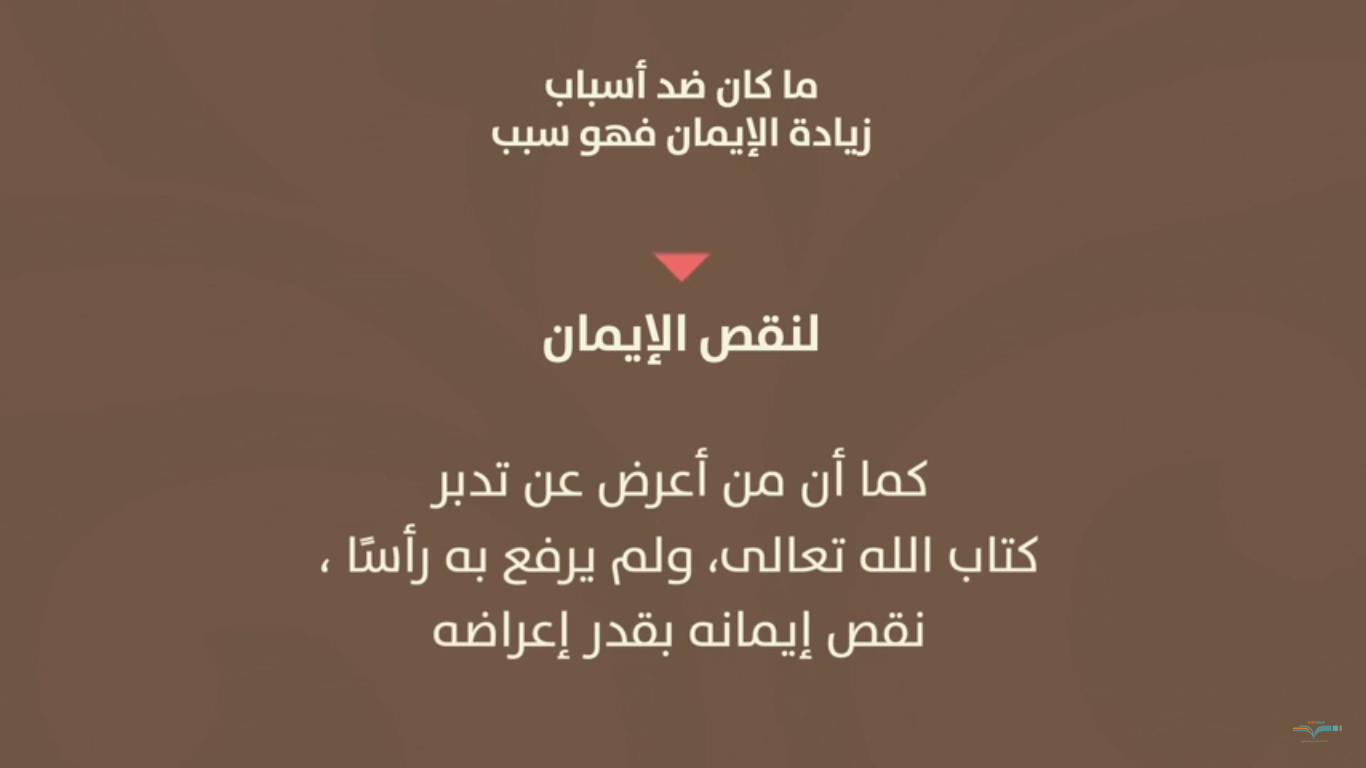 ما كان ضد أسباب
زيادة الإيمان فهو سبب
لنقص الإيمان
كما أن من أعرض عن تدبر
كتاب الله تعالى، ولم يرفع به رأسًا ،
نقص إيمانه بقدر إعراضه